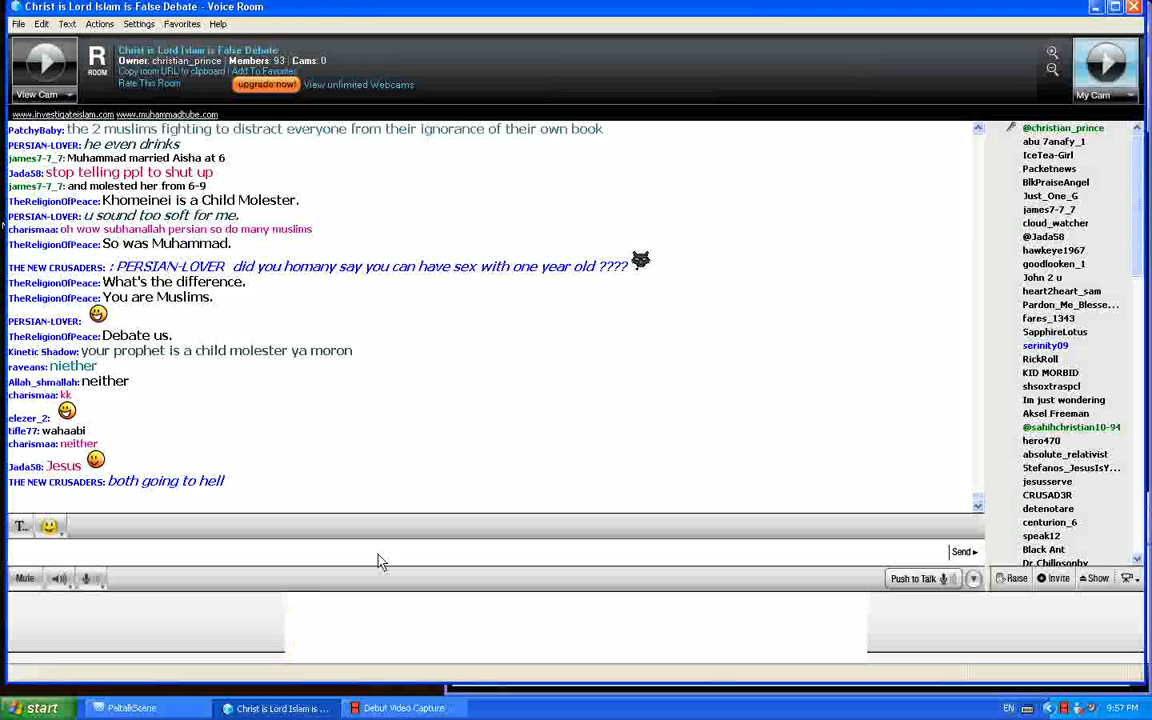 Christ is Lord Islam is False Debate - Voice Room
File Edit Text Actions Settings Favorites Help
Christ is Lord Islam is False Debate
Owner: christian_prince | Members: 93 | Cams: 0
Copy room URL to clipboard | Add To Favorites
Rate This Room
upgrade now! View unlimited Webcams
R
ROOM
View Cam
My Cam
www.investigateislam.com www.muhammadtube.com
PatchyBaby: the 2 muslims fighting to distract everyone from their ignorance of their own book
PERSIAN-LOVER: he even drinks
james7-7_7: Muhammad married Aisha at 6
Jada58: stop telling ppl to shut up
james7-7_7: and molested her from 6-9
TheReligionOfPeace: Khomeinei is a Child Molester.
PERSIAN-LOVER: u sound too soft for me.
charismaa: oh wow subhanallah persian so do many muslims
TheReligionOfPeace: So was Muhammad.
THE NEW CRUSADERS: : PERSIAN-LOVER did you homany say you can have sex with one year old ????
TheReligionOfPeace: What's the difference.
TheReligionOfPeace: You are Muslims.
PERSIAN-LOVER:
TheReligionOfPeace: Debate us.
Kinetic Shadow: your prophet is a child molester ya moron
raveans: niether
Allah_shmallah: neither
charismaa: kk
elezer_2:
tifle77: wahaabi
charismaa: neither
Jada58: Jesus
THE NEW CRUSADERS: both going to hell
@christian_prince
abu 7anafy_1
IceTea-Girl
Packetnews
BlkPraiseAngel
Just_One_G
james7-7_7
cloud_watcher
@Jada58
hawkeye1967
goodlooken_1
John 2 u
heart2heart_sam
Pardon_Me_Blesse...
fares_1343
SapphireLotus
serinity09
RickRoll
KID MORBID
shsoxtraspcl
Im just wondering
Aksel Freeman
@sahihchristian10-94
hero470
absolute_relativist
Stefanos_JesusIsY...
jesusserve
CRUSAD3R
detenotare
centurion_6
speak12
Black Ant
Dr Chillnsophy
T...
Send
Mute
Push to Talk
Raise Invite Show
start
PaltalkScene
Christ is Lord Islam is ...
Debut Video Capture
EN
9:57 PM